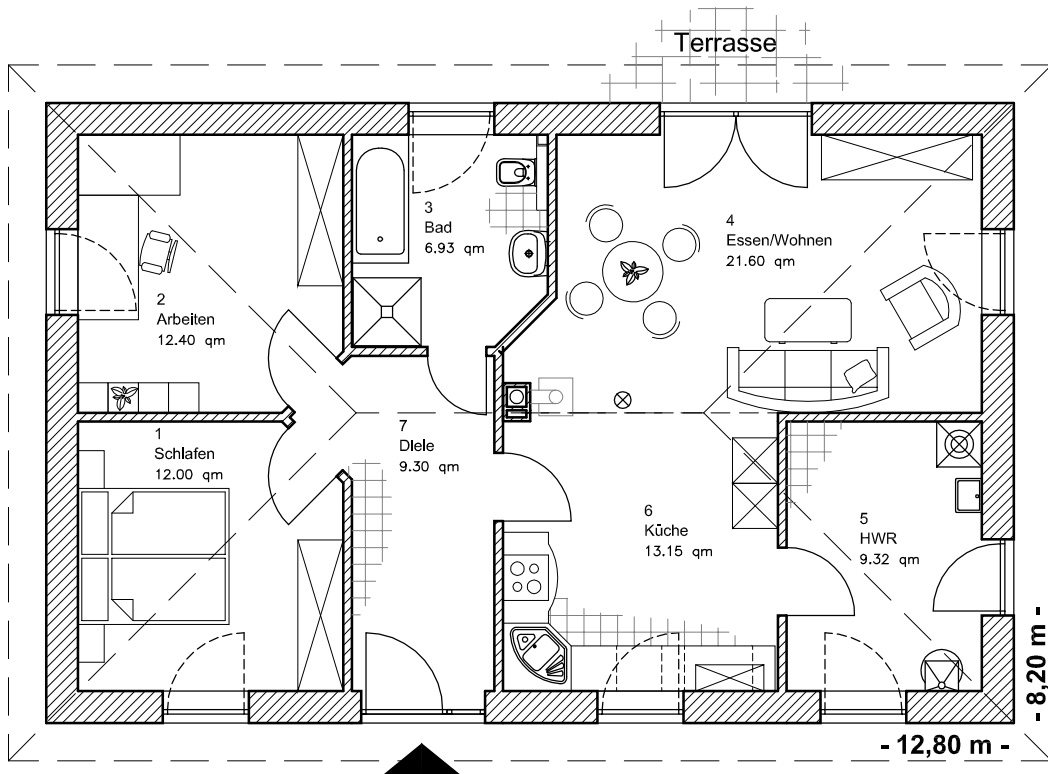 Terrasse
3
Bad
6.93 qm
4
Essen/Wohnen
21.60 qm
2
Arbeiten
12.40 qm
1
Schlafen
12.00 qm
7
Diele
9.30 qm
6
Küche
13.15 qm
5
HWR
9.32 qm
- 8,20 m -
- 12,80 m -